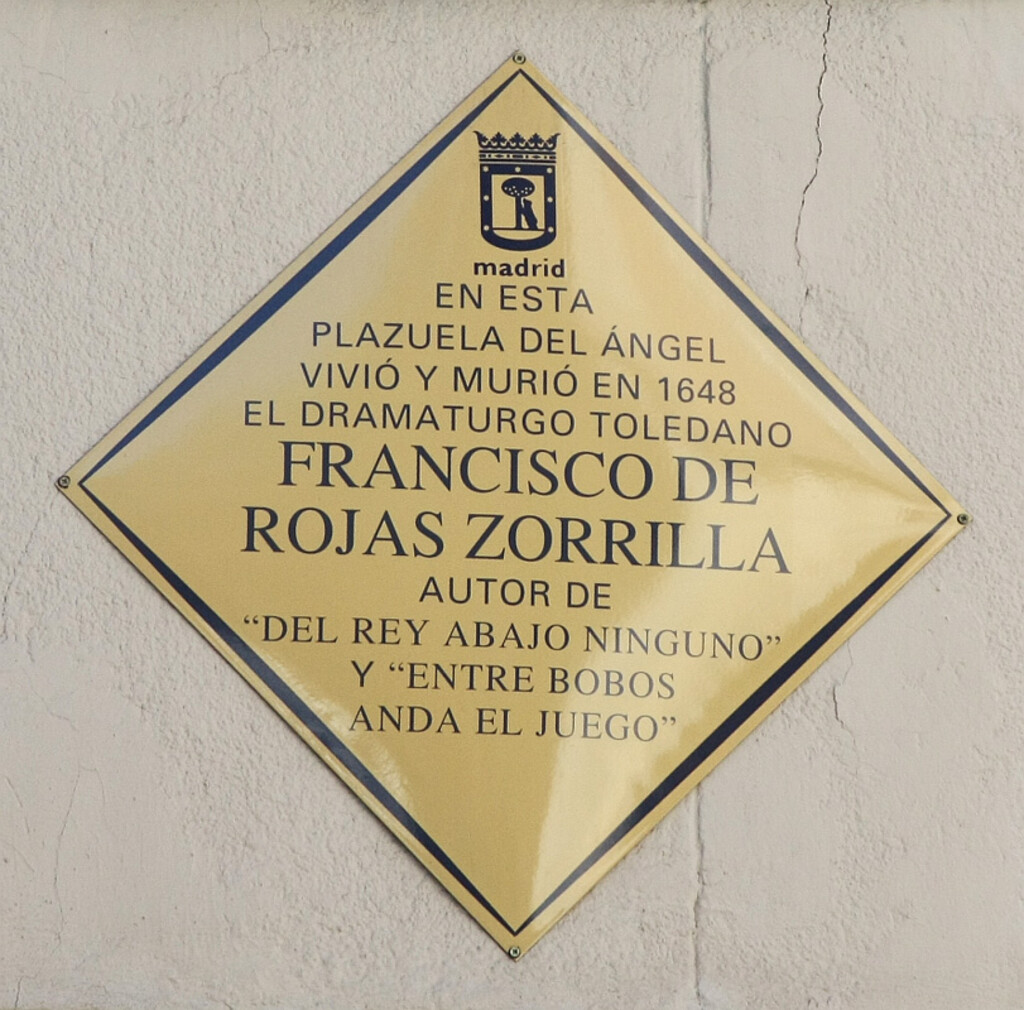 madrid
EN ESTA
PLAZUELA DEL ÁNGEL
VIVIÓ Y MURIÓ EN 1648
EL DRAMATURGO TOLEDANO
FRANCISCO DE
ROJAS ZORRILLA
AUTOR DE
“DEL REY ABAJO NINGUNO”
Y “ENTRE BOBOS
ANDA EL JUEGO”